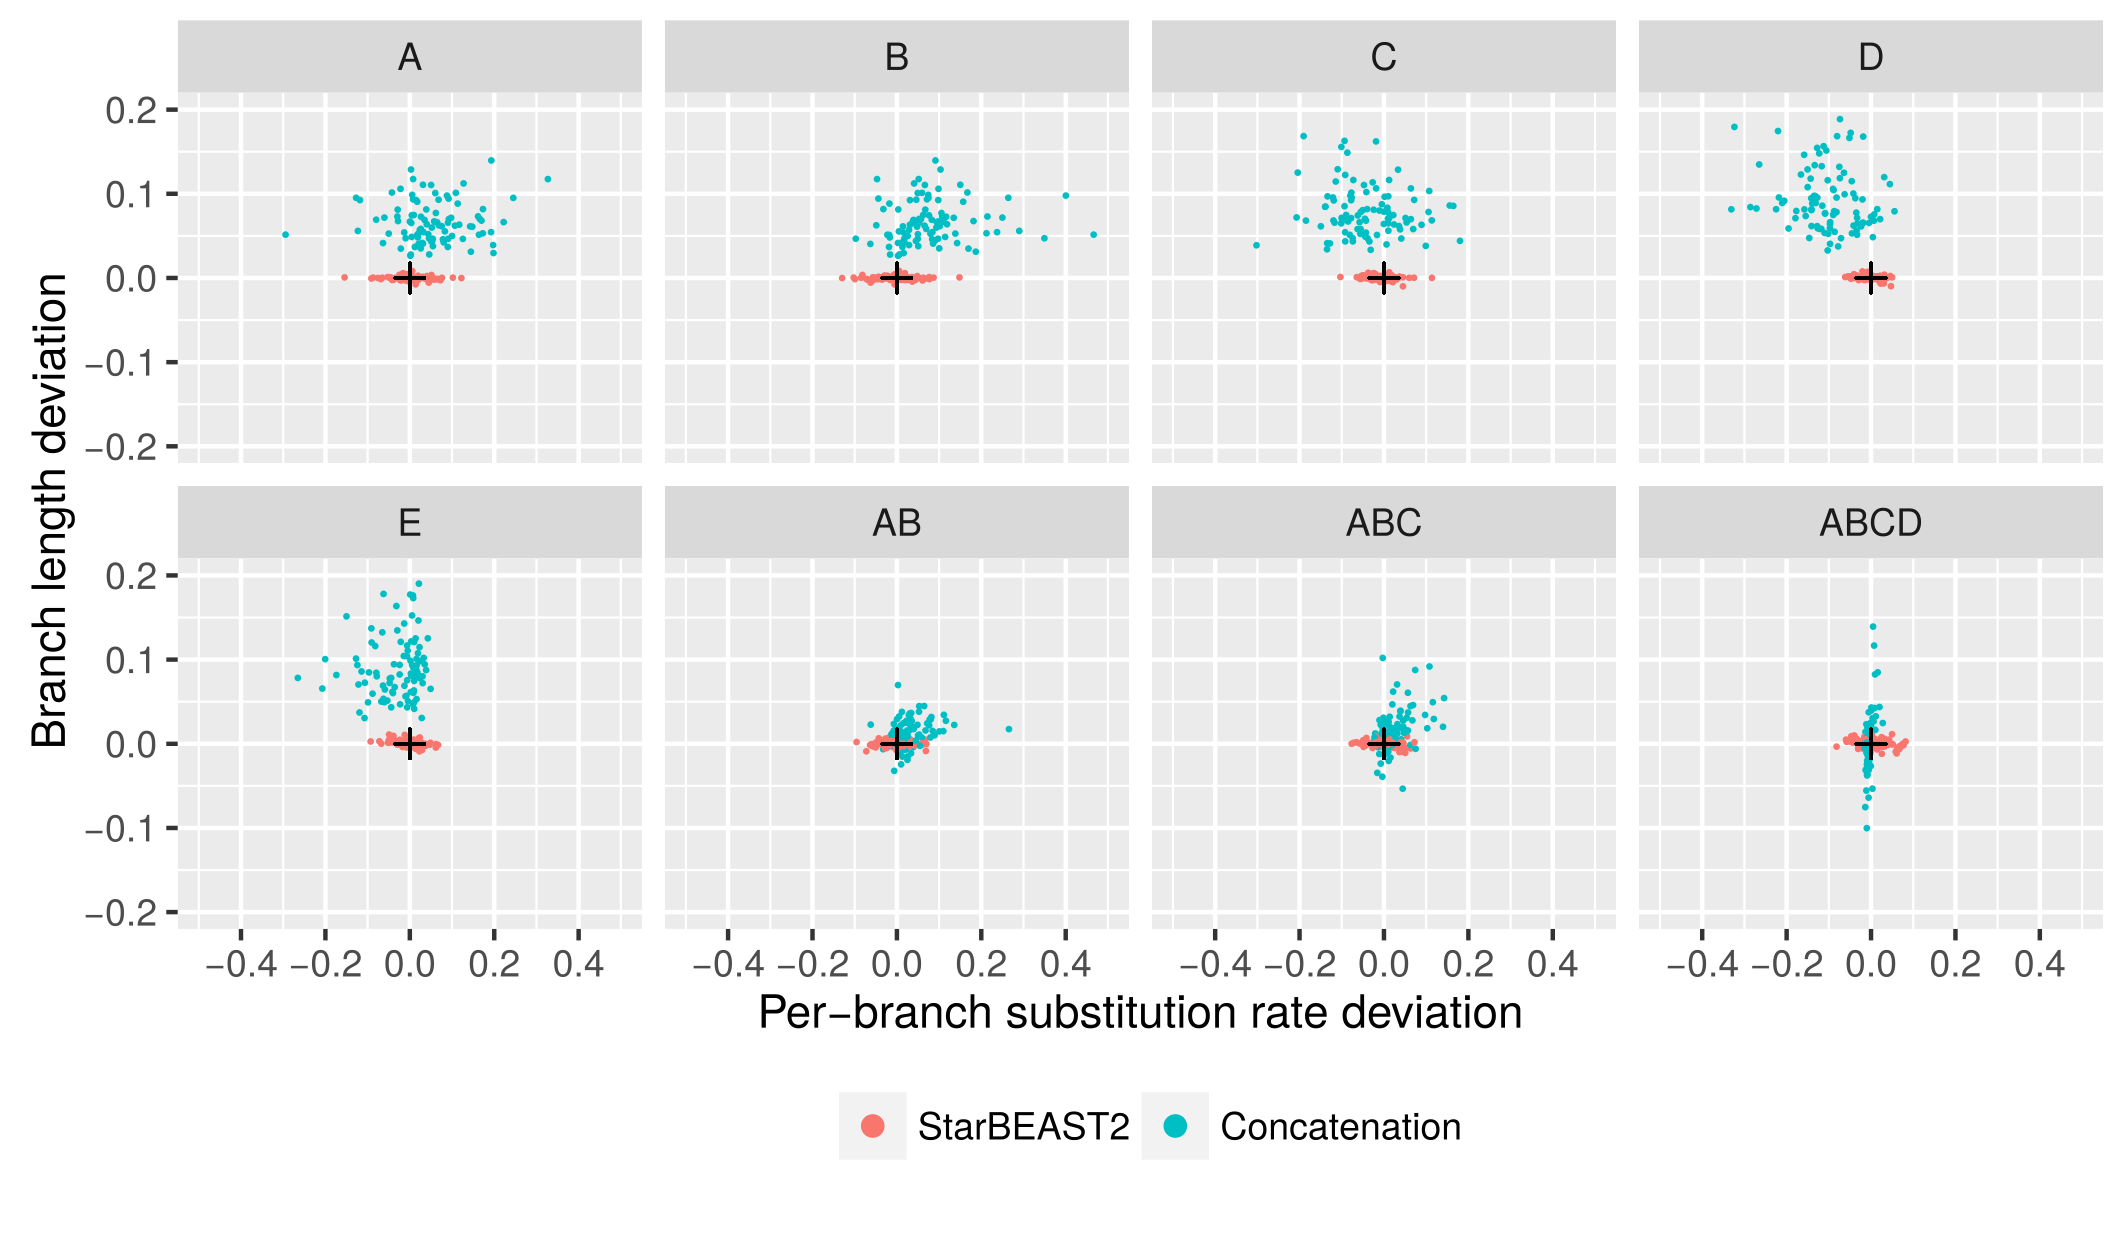 A B C D
0.2
0.1
0.0
−0.1
−0.2
E AB ABC ABCD
0.2
0.1
0.0
−0.1
−0.2
Branch length deviation
−0.4 −0.2 0.0 0.2 0.4 −0.4 −0.2 0.0 0.2 0.4 −0.4 −0.2 0.0 0.2 0.4 −0.4 −0.2 0.0 0.2 0.4
Per−branch substitution rate deviation
StarBEAST2 Concatenation